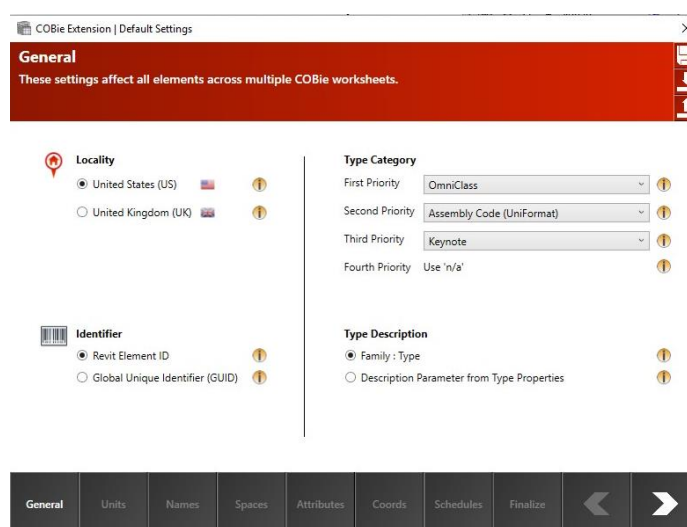 COBie Extension | Default Settings
General
These settings affect all elements across multiple COBie worksheets.
Locality
United States (US)
United Kingdom (UK)
Type Category
First Priority OmniClass
Second Priority Assembly Code (UniFormat)
Third Priority Keynote
Fourth Priority Use 'n/a'
Identifier
Revit Element ID
Global Unique Identifier (GUID)
Type Description
Family : Type
Description Parameter from Type Properties
General Units Names Spaces Attributes Coords Schedules Finalize